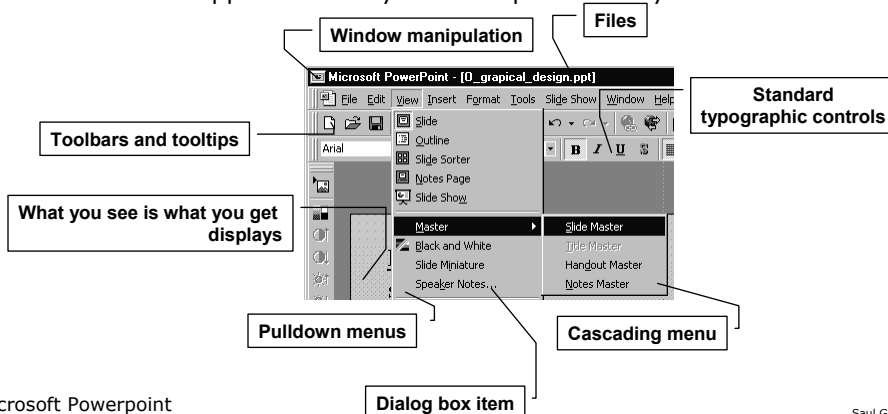 Files
Window manipulation
Microsoft PowerPoint - [0_grapical_design.ppt]
File Edit View Insert Format Tools Slide Show Window Help
Standard
typographic controls
Toolbars and tooltips
Slide
Arial
Outline
B I U S
Slide Sorter
Notes Page
Slide Show
What you see is what you get
displays
Master
Slide Master
Black and White
Title Master
Slide Miniature
Handout Master
Speaker Notes...
Notes Master
Pulldown menus
Cascading menu
Dialog box item
crosoft Powerpoint
Saul G